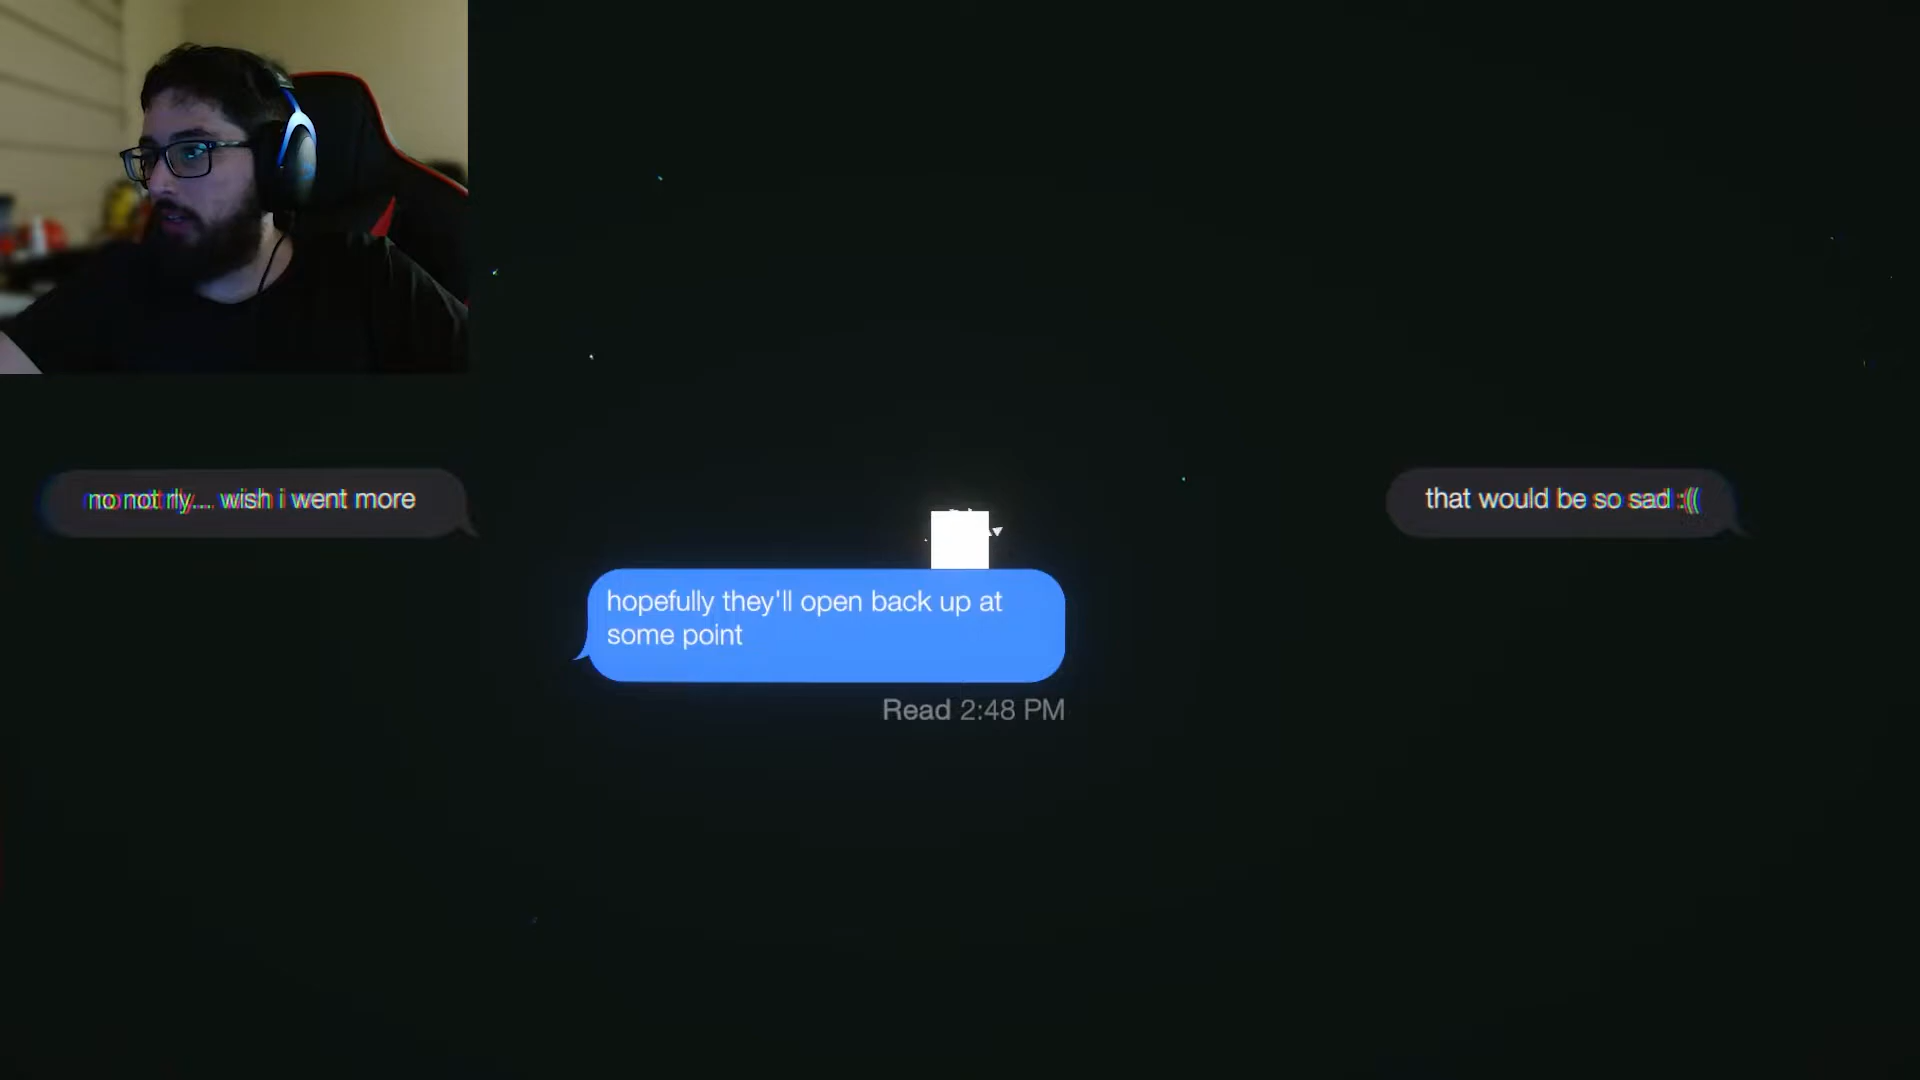 no not rly... wish i went more
that would be so sad :((
hopefully they'll open back up at
some point
Read 2:48 PM